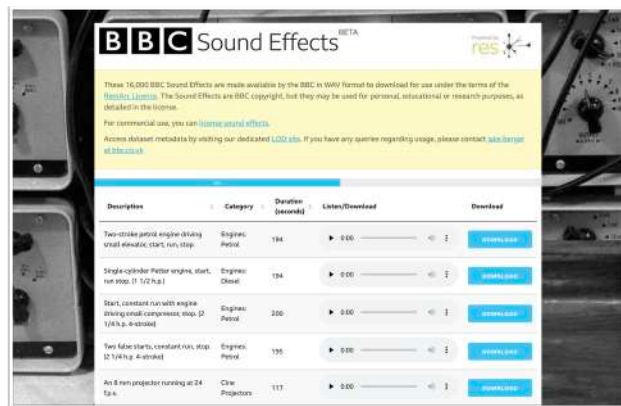 BBC Sound Effects BETA
Powered by
res
These 16,000 BBC Sound Effects are made available by the BBC in WAV format to download for use under the terms of the
RemArc Licence. The Sound Effects are BBC copyright, but they may be used for personal, educational or research purposes, as
detailed in the license.
For commercial use, you can license sound effects.
Access dataset metadata by visiting our dedicated LOD site. If you have any queries regarding usage, please contact jake.berger
at bbc.co.uk
Description Category Duration (seconds) Listen/Download Download
Two-stroke petrol engine driving
small elevator, start, run, stop.
Engines:
Petrol
194
0:00
DOWNLOAD
Single-cylinder Petter engine, start,
run stop. (1 1/2 h.p.)
Engines:
Diesel
194
0:00
DOWNLOAD
Start, constant run with engine
driving small compressor, stop. (2
1/4 h.p. 4-stroke)
Engines:
Petrol
200
0:00
DOWNLOAD
Two false starts, constant run, stop.
(2 1/4 h.p. 4-stroke)
Engines:
Petrol
195
0:00
DOWNLOAD
An 8 mm projector running at 24
f.p.s.
Cine
Projectors
117
0:00
DOWNLOAD